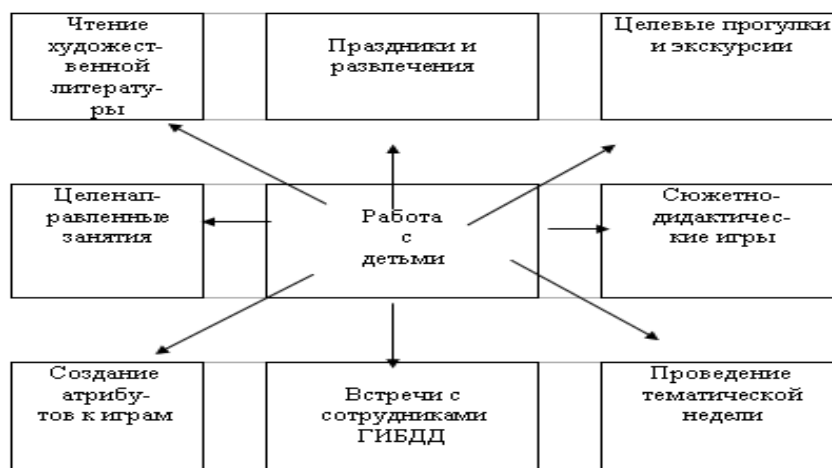 Чтение
художест-
венной
литерату-
ры
Праздники и
развлечения
Целевые прогулки
и экскурсии
Целенап-
равленные
занятия
Работа
с
детьми
Сюжетно-
дидактичес-
кие игры
Создание
атрибу-
тов к играм
Встречи с
сотрудниками
ГИБДД
Проведение
тематической
недели